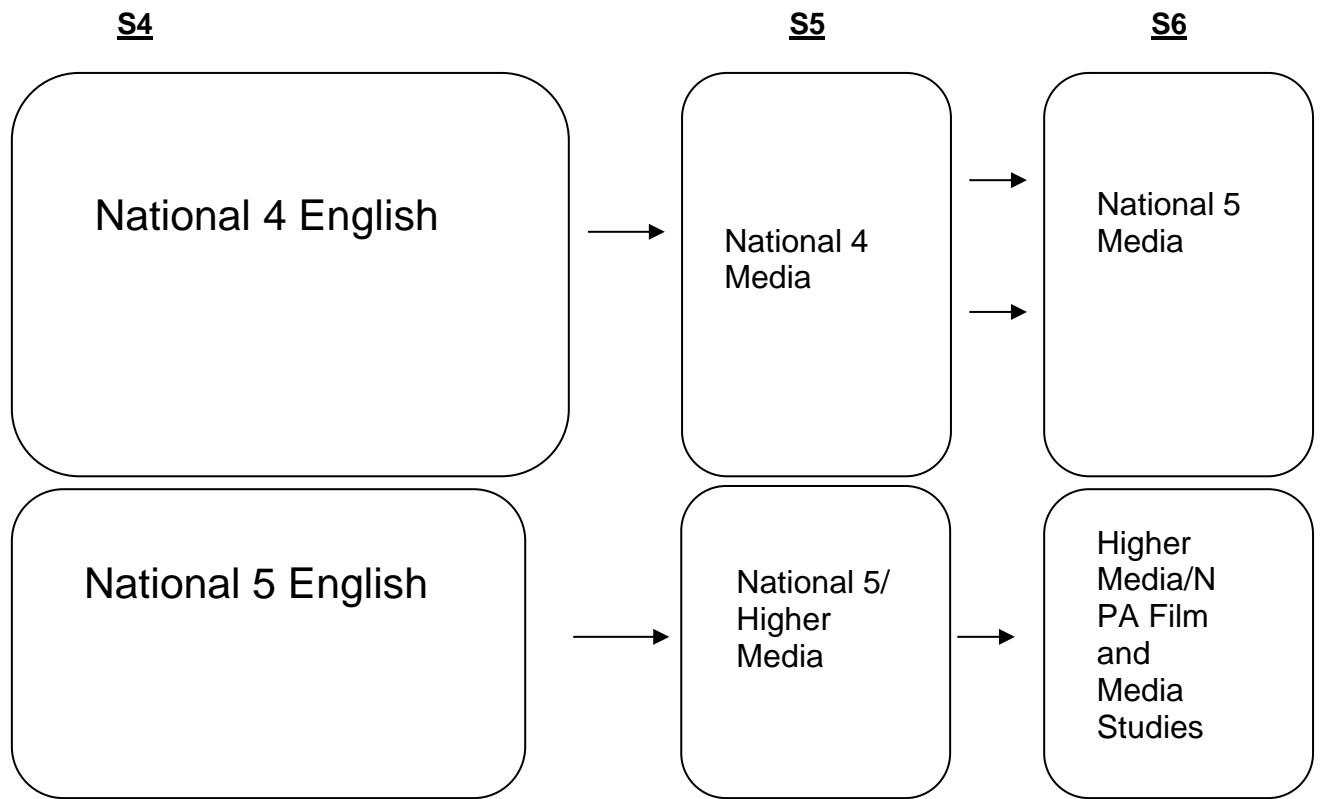 S4
S5
S6
National 4 English
National 4
Media
National 5
Media
National 5 English
National 5/
Higher
Media
Higher
Media/N
PA Film
and
Media
Studies